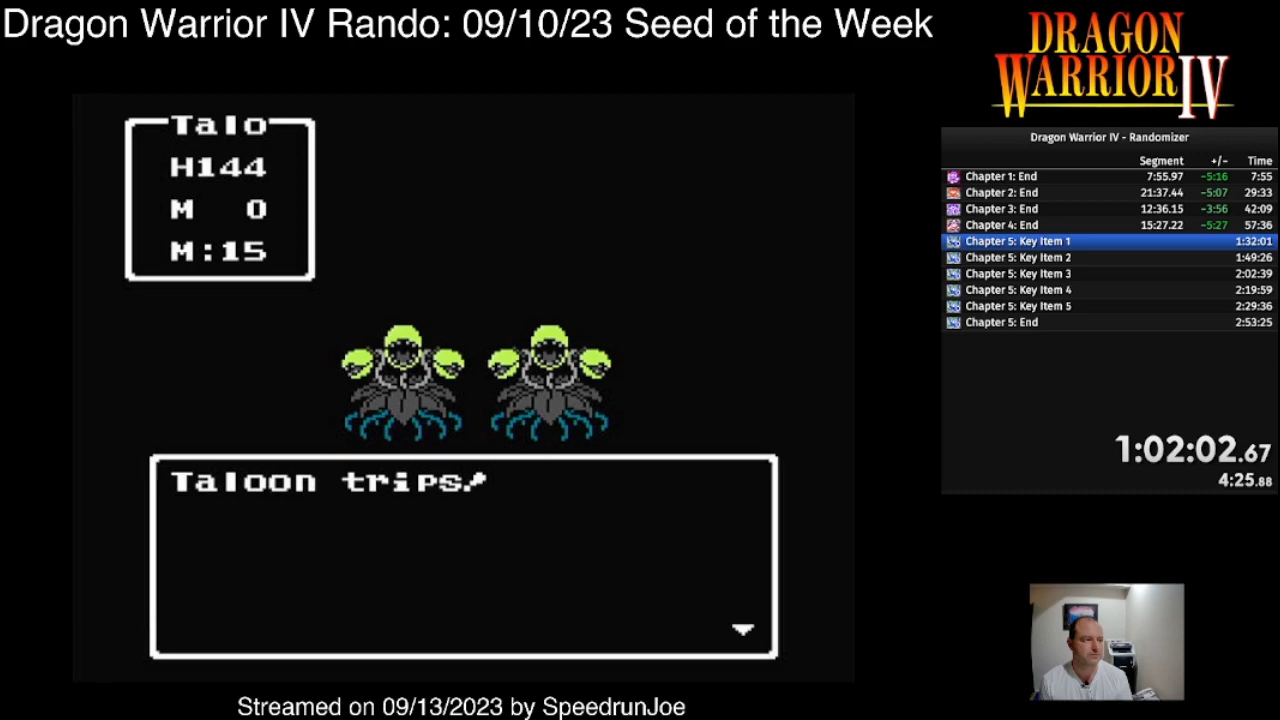 Dragon Warrior IV Rando: 09/10/23 Seed of the Week
DRAGON
WARRIOR IV
Talo
H144
M 0
M:15
Taloon trips!
Dragon Warrior IV - Randomizer
Segment +/- Time
Chapter 1: End 7:55.97 -5:16 7:55
Chapter 2: End 21:37.44 -5:07 29:33
Chapter 3: End 12:36.15 -3:56 42:09
Chapter 4: End 15:27.22 -5:27 57:36
Chapter 5: Key Item 1 1:32:01
Chapter 5: Key Item 2 1:49:26
Chapter 5: Key Item 3 2:02:39
Chapter 5: Key Item 4 2:19:59
Chapter 5: Key Item 5 2:29:36
Chapter 5: End 2:53:25
1:02:02.67
4:25.88
Streamed on 09/13/2023 by SpeedrunJoe